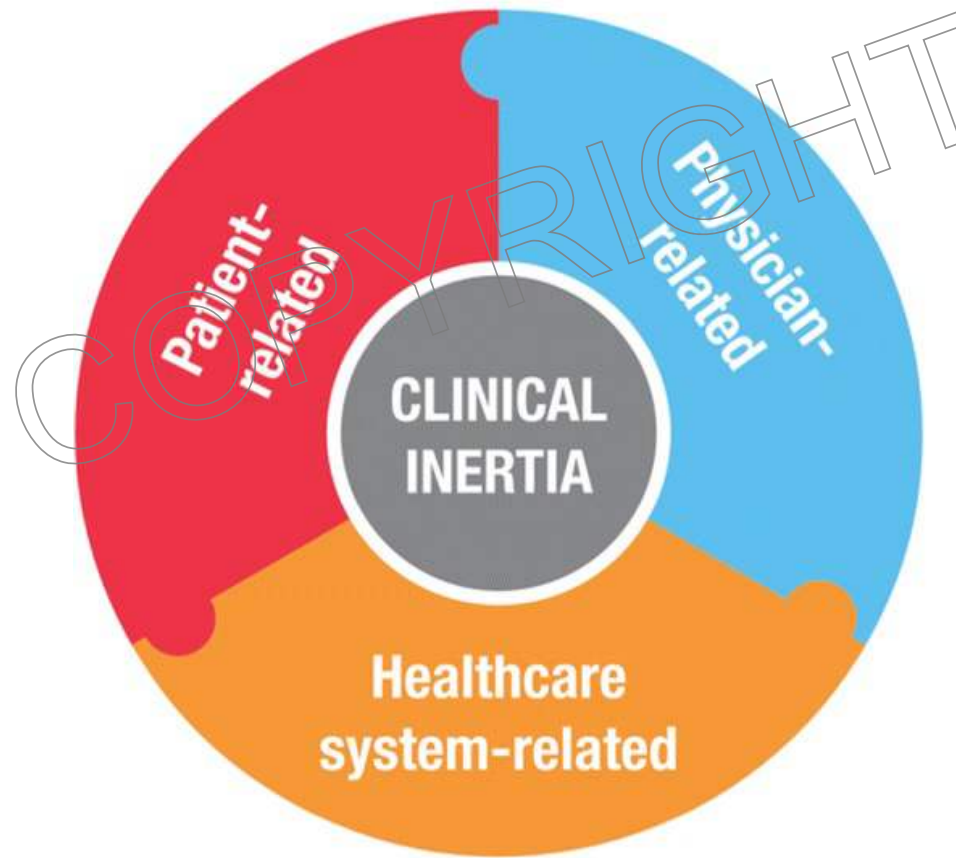 Patient-
related
Physician-
related
CLINICAL
INERTIA
Healthcare
system-related
COPYRIGHT